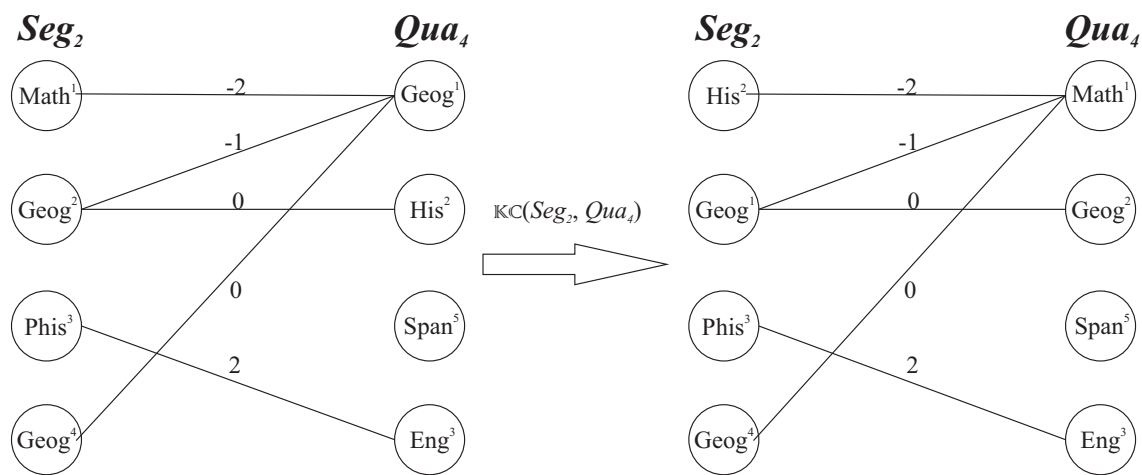 Seg₂ Qua₄ Seg₂ Qua₄
Math¹ -2 Geog¹ His² -2 Math¹
-1 -1
Geog² 0 His² Geog¹ 0 Geog²
𝕂ℂ(Seg₂, Qua₄)
0 0
Phis³ Span⁵ Phis³ Span⁵
2 2
Geog⁴ Eng³ Geog⁴ Eng³